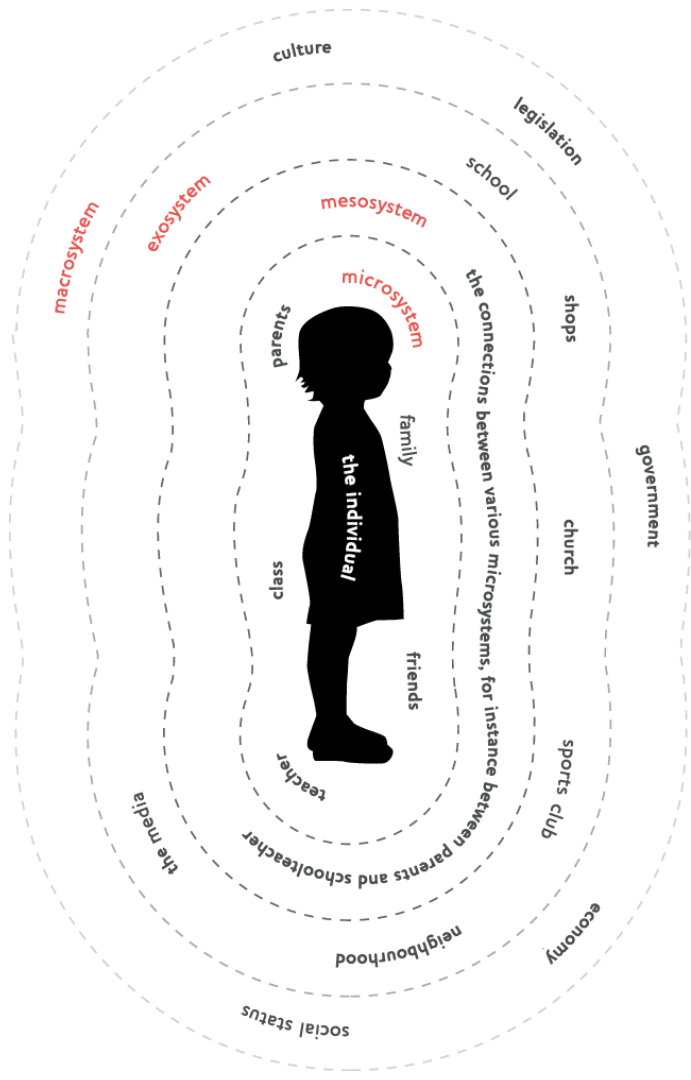 culture
legislation
macrosystem
exosystem
school
mesosystem
microsystem
parents
shops
family
the individual
class
government
church
friends
teacher
the connections between various microsystems, for instance between parents and schoolteacher
sports club
the media
neighbourhood
economy
social status